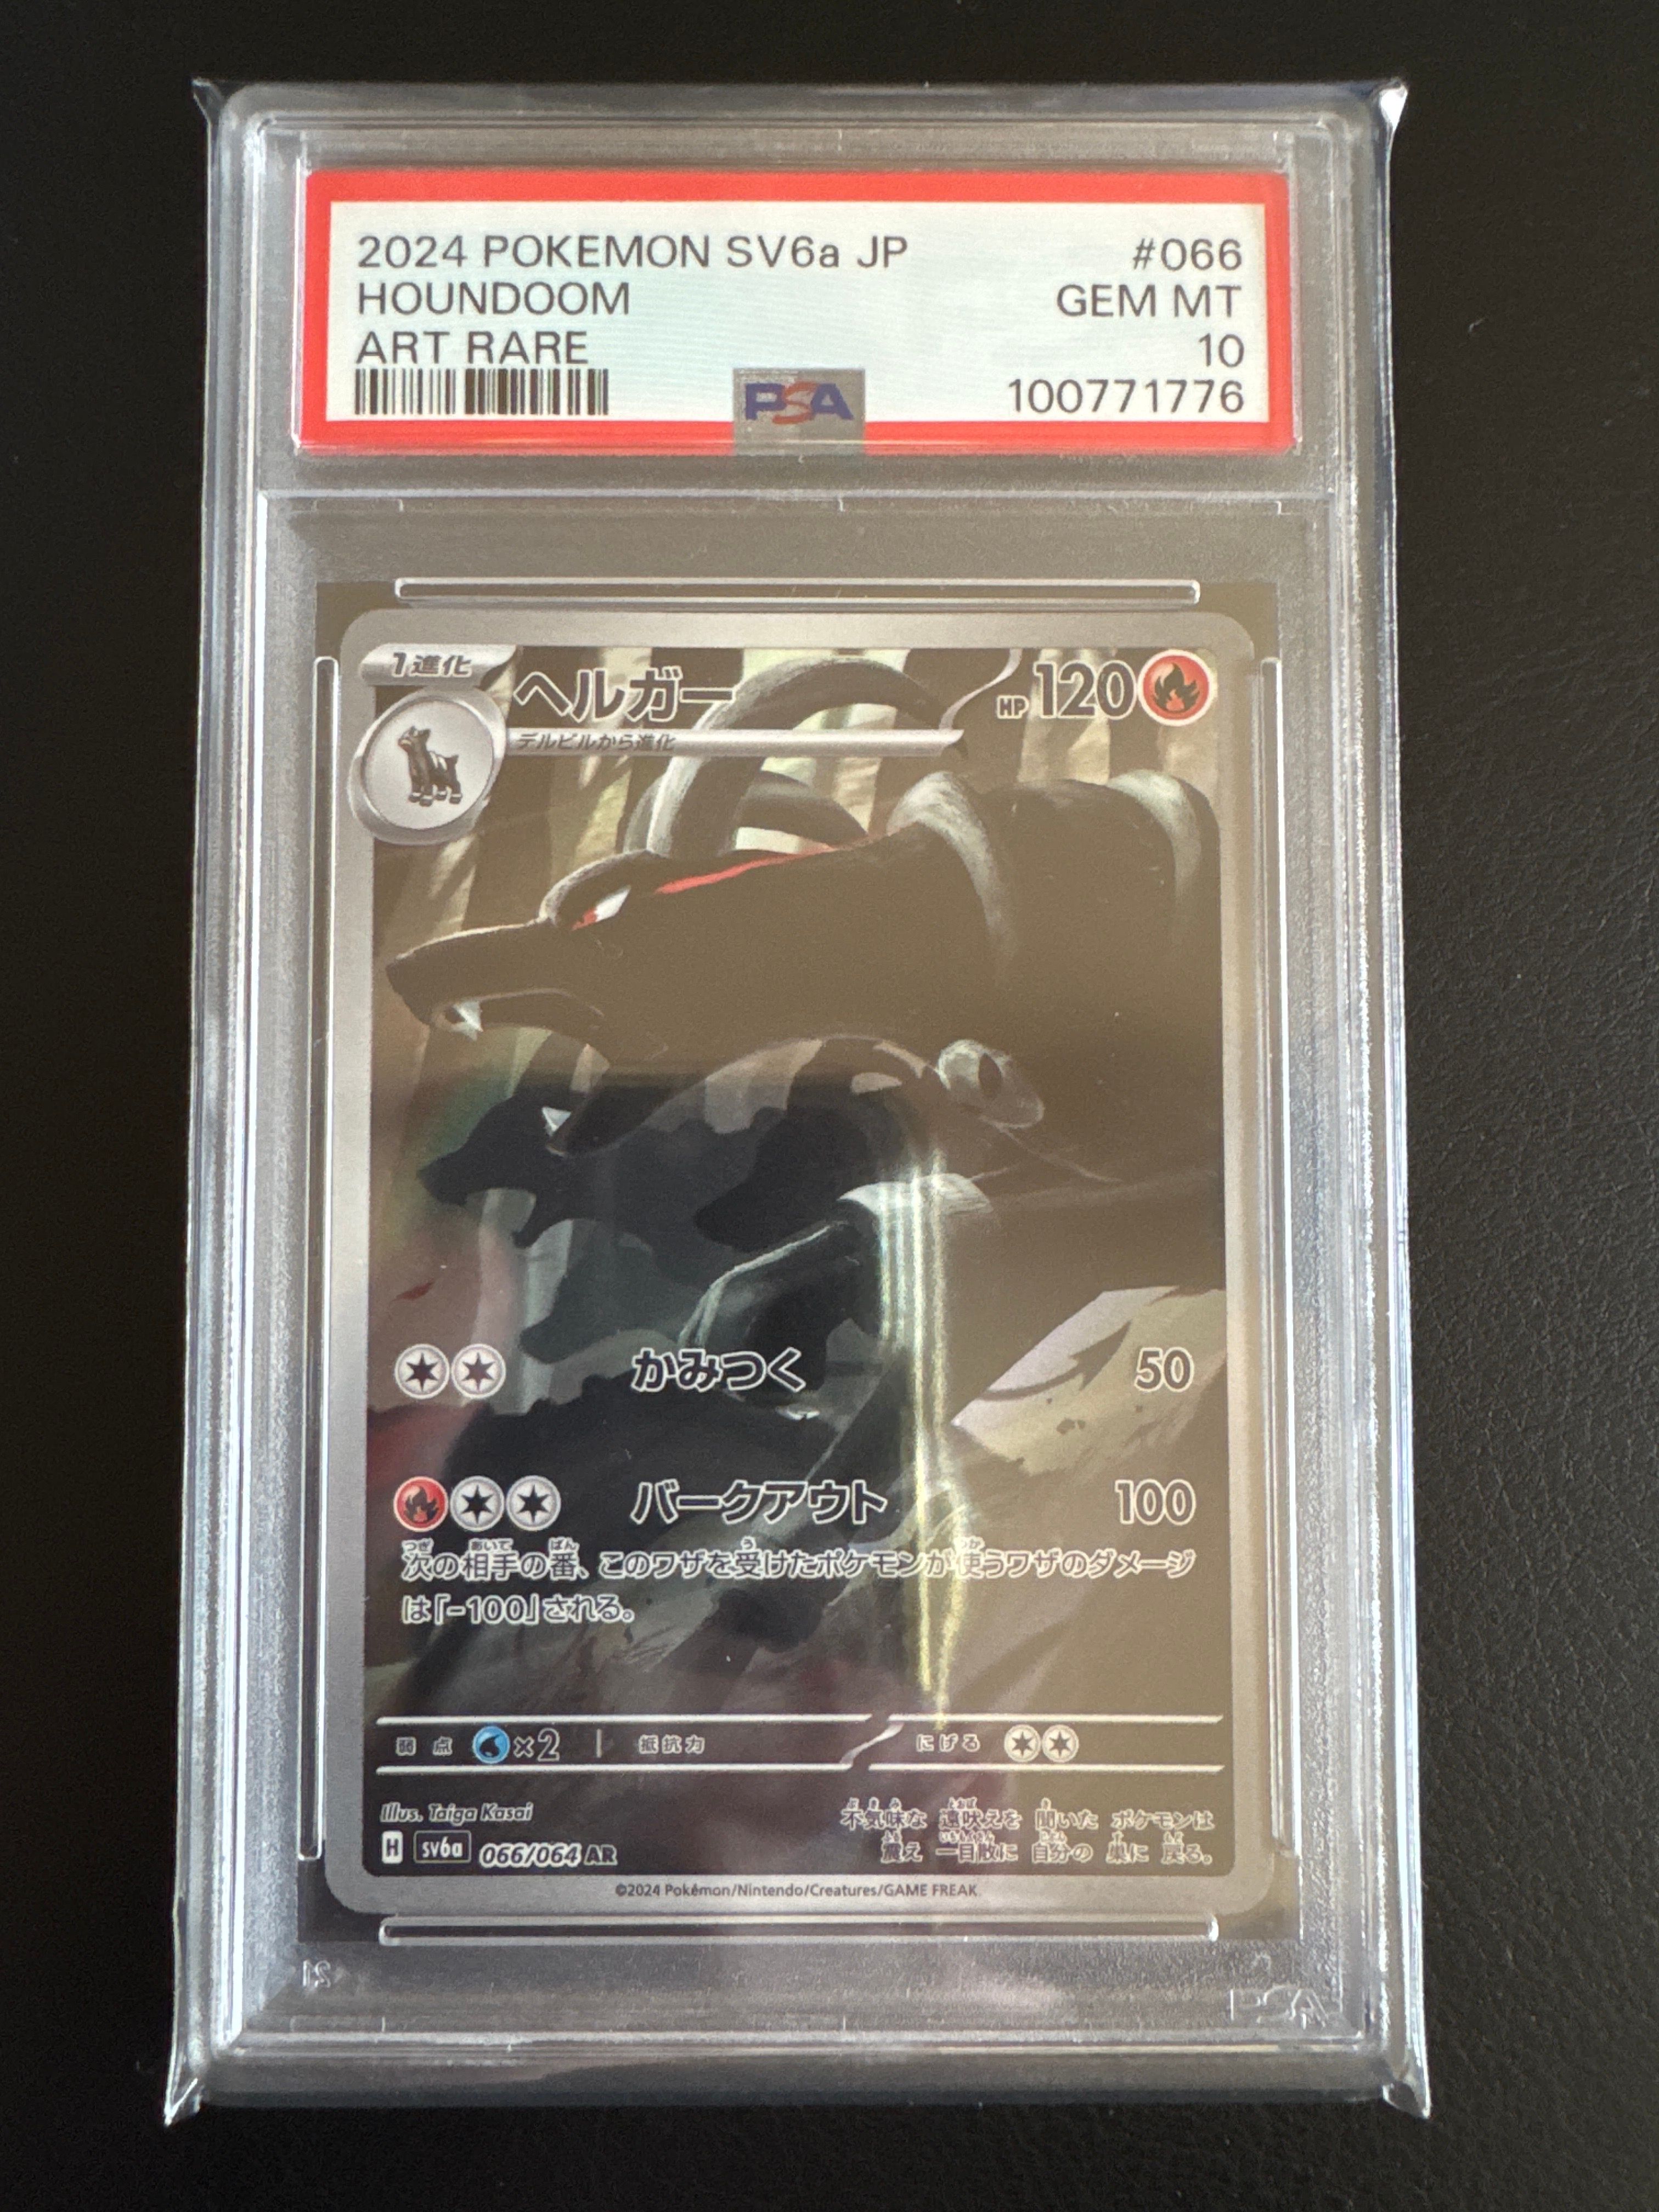 2024 POKEMON SV6a JP #066
HOUNDOOM GEM MT
ART RARE 10
PSA 100771776
1進化 ヘルガー HP 120
デルビルから進化
かみつく 50
バークアウト 100
次の相手の番、このワザを受けたポケモンが使うワザのダメージ
は「-100」される。
弱点 ×2 抵抗力 にげる
Illus. Taiga Kasai
不気味な 遠吠えを 聞いた ポケモンは
震え 一目散に 自分の 巣に 戻る。
H sv6a 066/064 AR
©2024 Pokémon/Nintendo/Creatures/GAME FREAK.
PSA